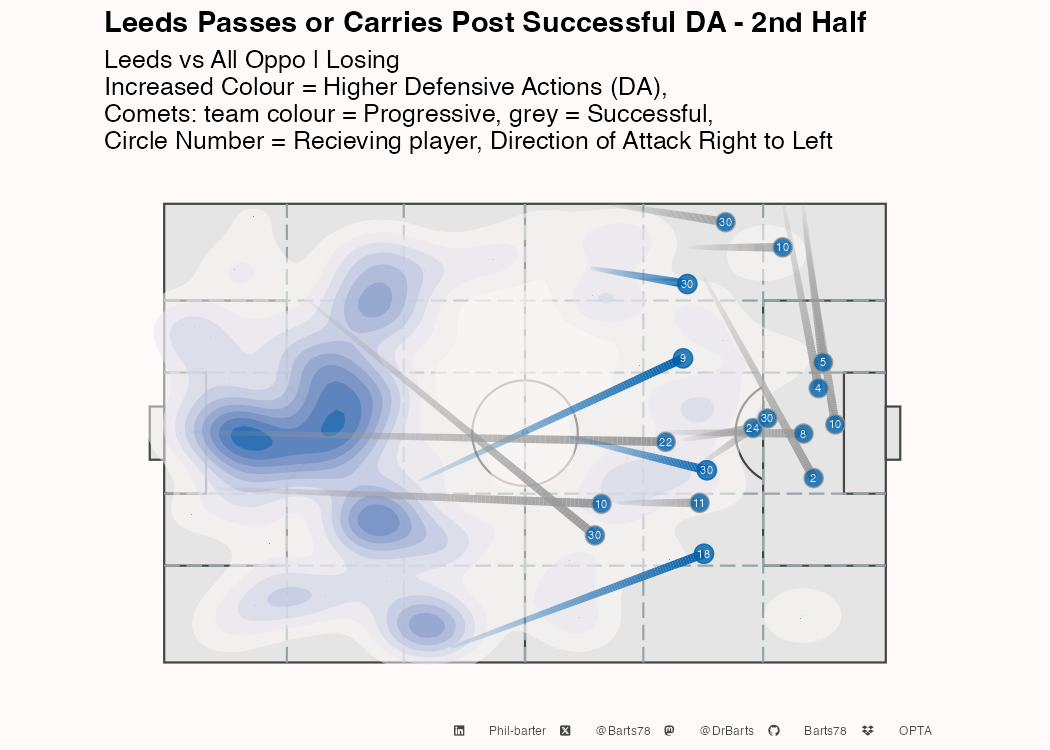 Leeds Passes or Carries Post Successful DA - 2nd Half
Leeds vs All Oppo | Losing
Increased Colour = Higher Defensive Actions (DA),
Comets: team colour = Progressive, grey = Successful,
Circle Number = Recieving player, Direction of Attack Right to Left
30
10
30
9
5
4
30
10
24
8
22
30
2
10
11
30
18
Phil-barter @Barts78 @DrBarts Barts78 OPTA